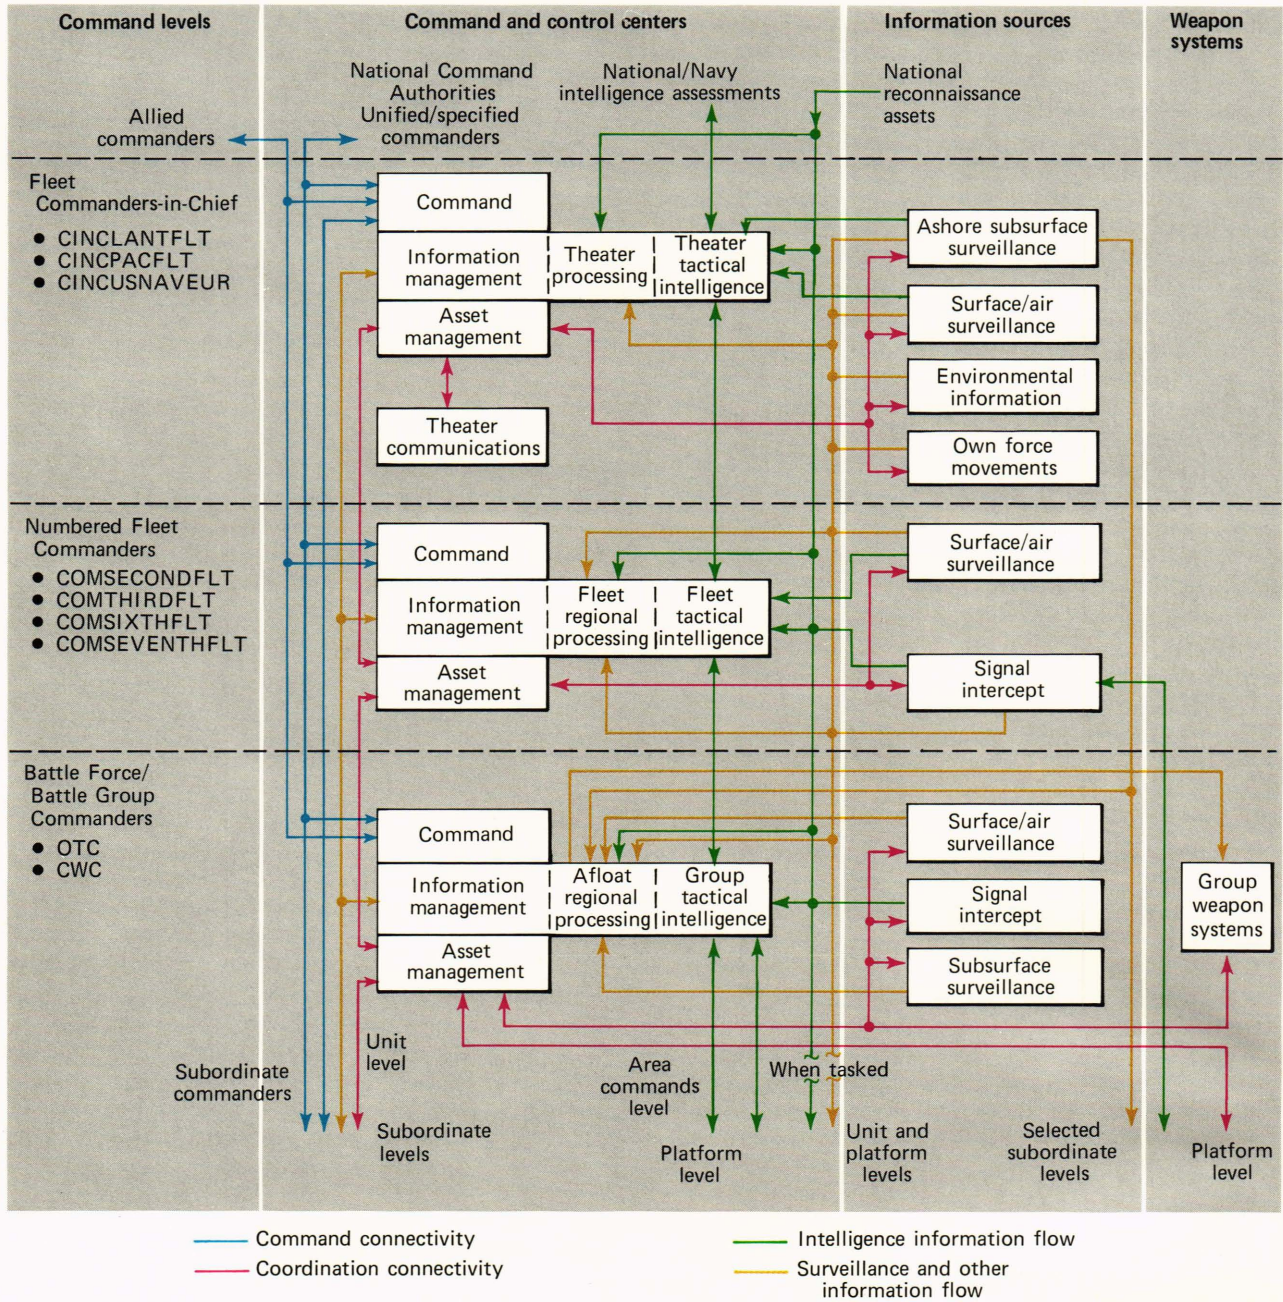 Command levels
Command and control centers
Information sources
Weapon
systems
National Command
Authorities
Unified/specified
commanders
National/Navy
intelligence assessments
National
reconnaissance
assets
Allied
commanders
Fleet
Commanders-in-Chief
● CINCLANTFLT
● CINCPACFLT
● CINCUSNAVEUR
Command
Information
management
Theater
processing
Theater
tactical
intelligence
Asset
management
Theater
communications
Ashore subsurface
surveillance
Surface/air
surveillance
Environmental
information
Own force
movements
Numbered Fleet
Commanders
● COMSECONDFLT
● COMTHIRDFLT
● COMSIXTHFLT
● COMSEVENTHFLT
Command
Information
management
Fleet
regional
processing
Fleet
tactical
intelligence
Asset
management
Surface/air
surveillance
Signal
intercept
Battle Force/
Battle Group
Commanders
● OTC
● CWC
Command
Information
management
Afloat
regional
processing
Group
tactical
intelligence
Asset
management
Surface/air
surveillance
Signal
intercept
Subsurface
surveillance
Group
weapon
systems
Subordinate
commanders
Unit
level
Subordinate
levels
Area
commands
level
Platform
level
When tasked
Unit and
platform
levels
Selected
subordinate
levels
Platform
level
Command connectivity
Coordination connectivity
Intelligence information flow
Surveillance and other
information flow